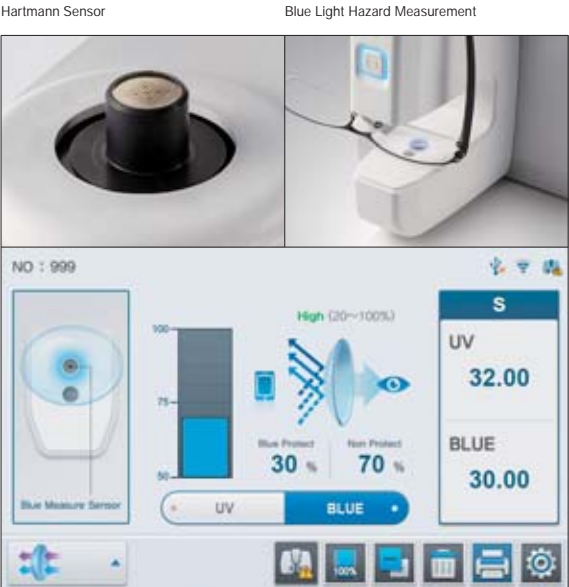 Hartmann Sensor
Blue Light Hazard Measurement
NO : 999
High (20~100%)
S
100
75
50
UV
32.00
Blue Protect
30 %
Non Protect
70 %
BLUE
30.00
Blue Measure Sensor
UV
BLUE
100%